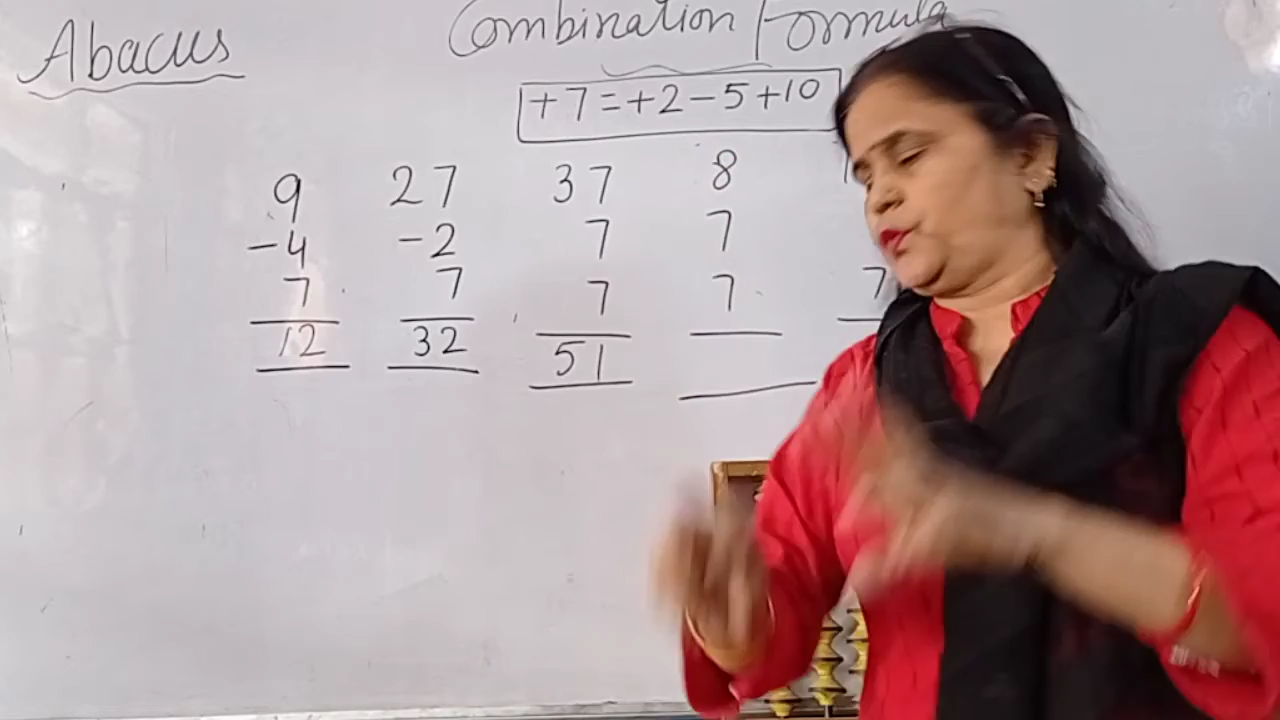 Abacus
Combination Formula
+7=+2-5+10
9 27 37 8
-4 -2 7 7
7 7 7 7 7
12 32 51